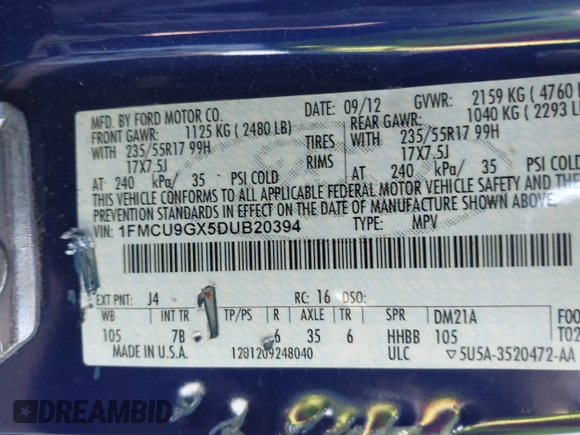 MFD. BY FORD MOTOR CO. DATE: 09/12 GVWR: 2159 KG ( 4760
FRONT GAWR: 1125 KG ( 2480 LB) REAR GAWR: 1040 KG ( 2293 LB
WITH 235/55R17 99H TIRES WITH 235/55R17 99H
17X7.5J RIMS 17X7.5J
AT 240 kPa/ 35 PSI COLD AT 240 kPa/ 35 PSI COLD
THIS VEHICLE CONFORMS TO ALL APPLICABLE FEDERAL MOTOR VEHICLE SAFETY AND THEFT
STANDARDS IN EFFECT ON THE DATE OF MANUFACTURE SHOWN ABOVE.
VIN: 1FMCU9GX5DUB20394 TYPE: MPV
EXT PNT: J4 RC: 16 DSO:
WB INT TR TP/PS R AXLE TR SPR DM21A FOO
105 7B 6 35 6 HHBB 105 T02
MADE IN U.S.A. 1281209248040 ULC ▽5U5A-3520472-AA
DREAMBID